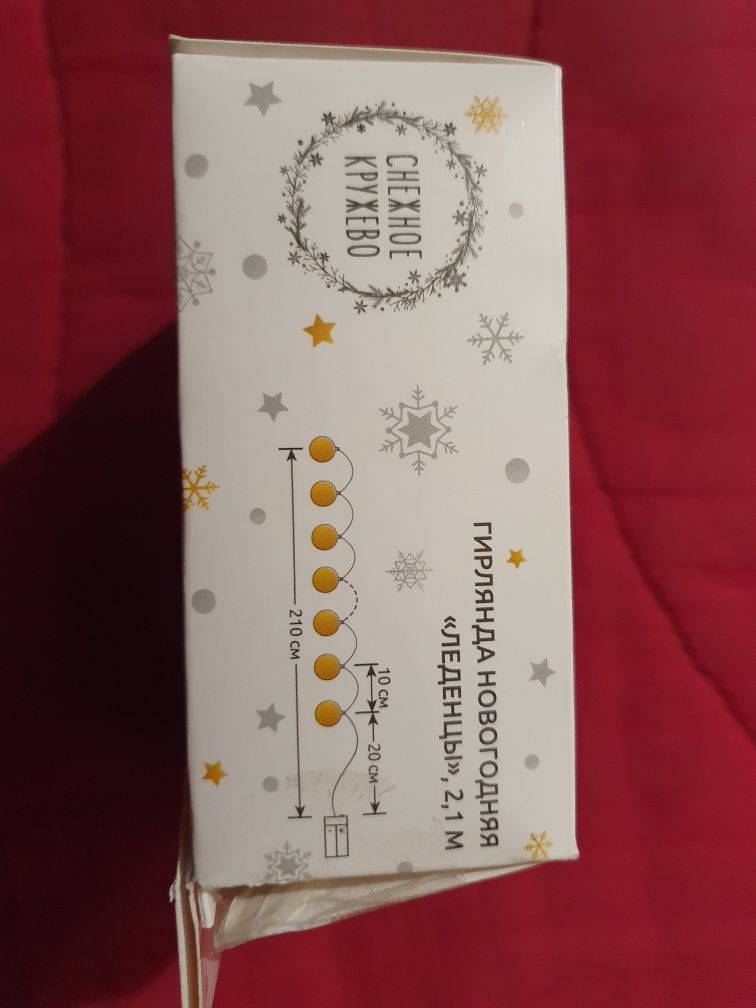 СНЕЖНОЕ
КРУЖЕВО
ГИРЛЯНДА НОВОГОДНЯЯ
«ЛЕДЕНЦЫ», 2,1 М
10 см
20 см
210 см